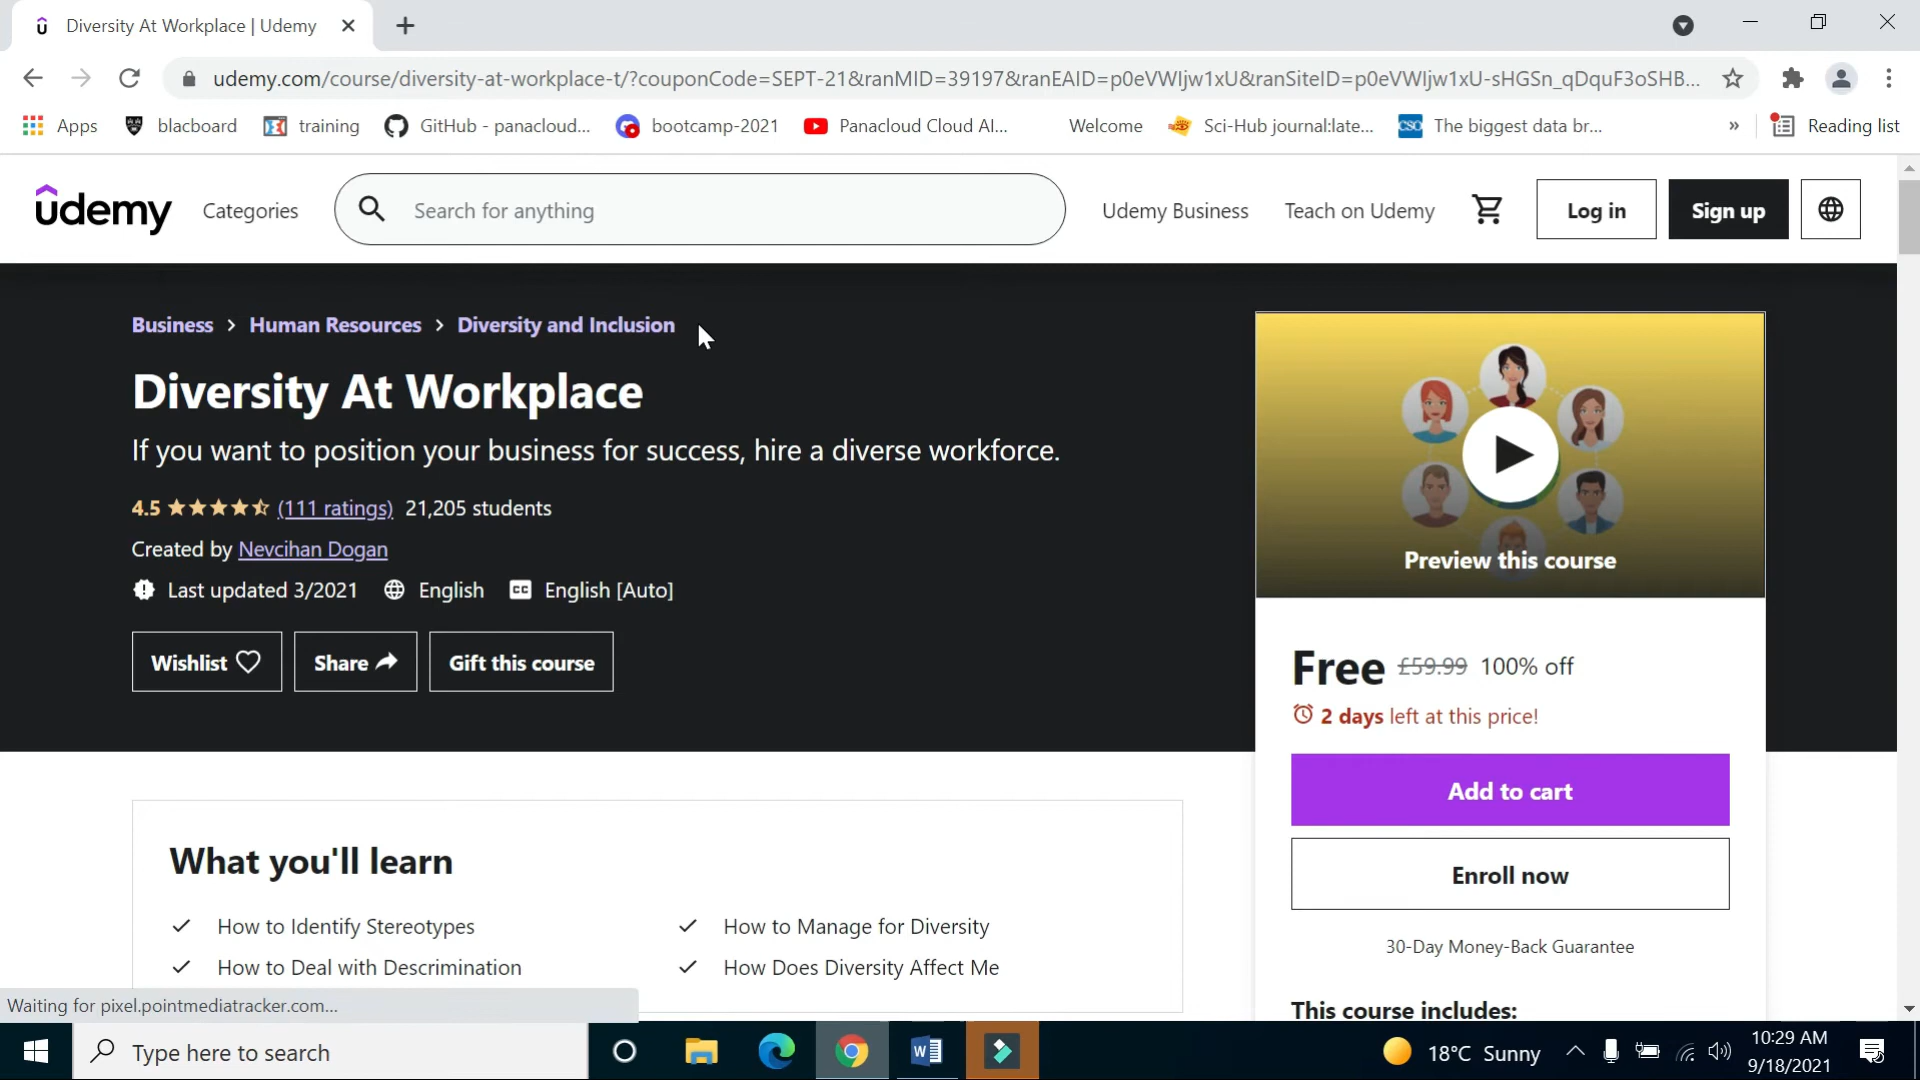 Diversity At Workplace | Udemy
udemy.com/course/diversity-at-workplace-t/?couponCode=SEPT-21&ranMID=39197&ranEAID=p0eVWIjw1xU&ranSiteID=p0eVWIjw1xU-sHGSn_qDquF3oSHB...
Apps blacboard training GitHub - panacloud... bootcamp-2021 Panacloud Cloud AI... Welcome Sci-Hub journal:late... CSO The biggest data br... » Reading list
udemy Categories Search for anything Udemy Business Teach on Udemy Log in Sign up
Business > Human Resources > Diversity and Inclusion
Diversity At Workplace
If you want to position your business for success, hire a diverse workforce.
4.5 (111 ratings) 21,205 students
Created by Nevcihan Dogan
Last updated 3/2021 English CC English [Auto]
Wishlist Share Gift this course
Preview this course
Free £59.99 100% off
2 days left at this price!
Add to cart
Enroll now
30-Day Money-Back Guarantee
This course includes:
What you'll learn
How to Identify Stereotypes How to Manage for Diversity
How to Deal with Descrimination How Does Diversity Affect Me
Waiting for pixel.pointmediatracker.com...
Type here to search 18°C Sunny 10:29 AM
9/18/2021